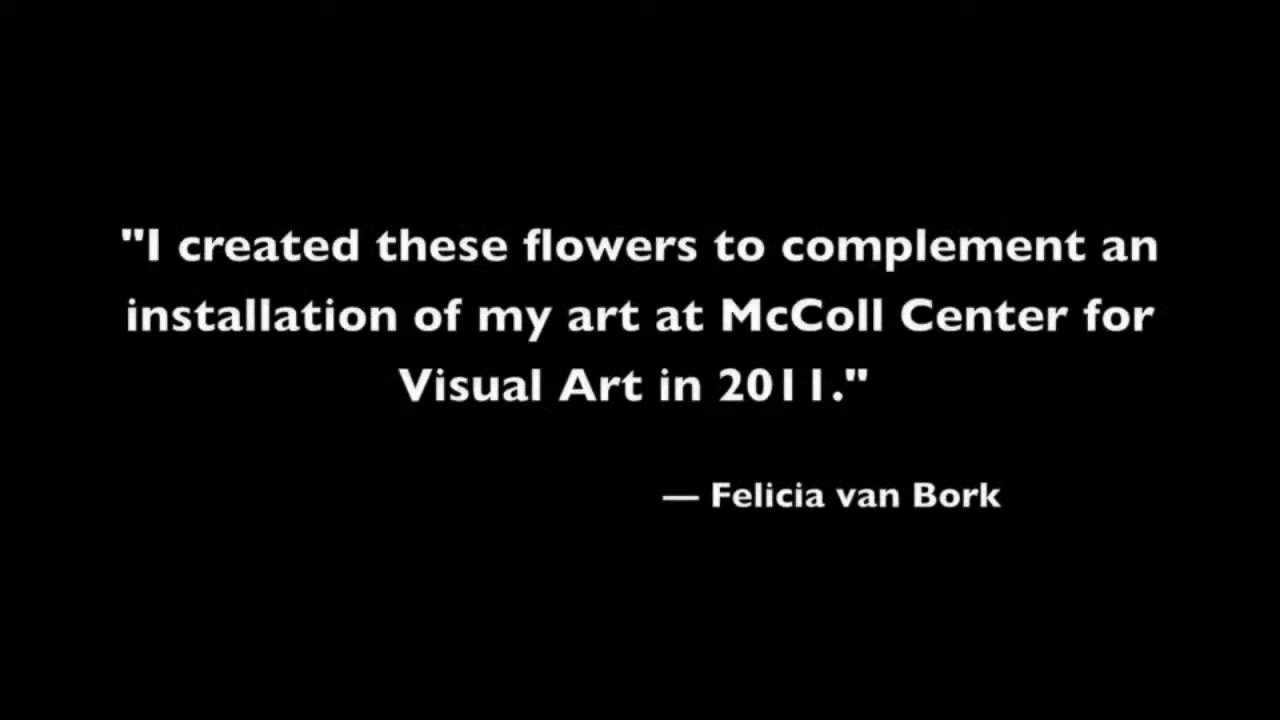 "I created these flowers to complement an
installation of my art at McColl Center for
Visual Art in 2011."
— Felicia van Bork